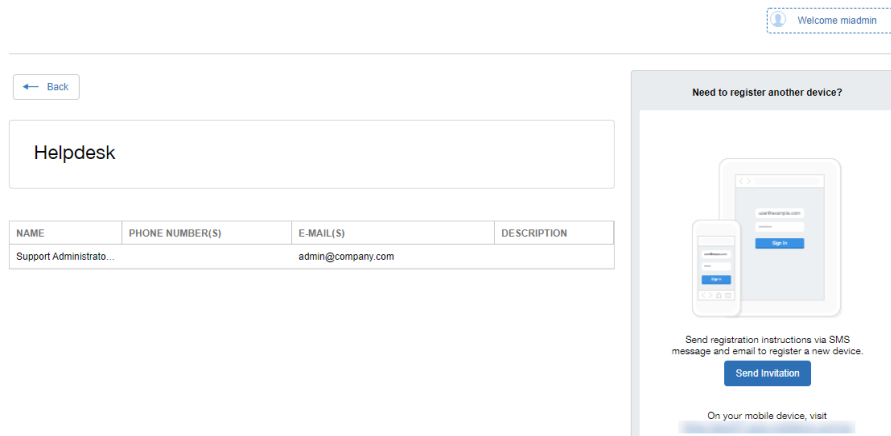 Welcome miadmin
Back
Helpdesk
NAME PHONE NUMBER(S) E-MAIL(S) DESCRIPTION
Support Administrato... admin@company.com
Need to register another device?
user@example.com
Sign In
Sign In
Send registration instructions via SMS
message and email to register a new device.
Send Invitation
On your mobile device, visit